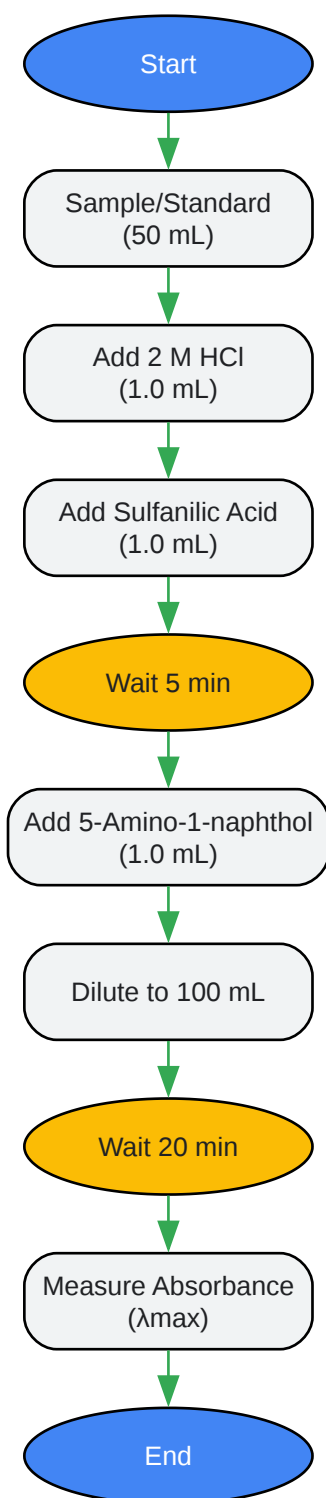 Start
Sample/Standard
(50 mL)
Add 2 M HCl
(1.0 mL)
Add Sulfanilic Acid
(1.0 mL)
Wait 5 min
Add 5-Amino-1-naphthol
(1.0 mL)
Dilute to 100 mL
Wait 20 min
Measure Absorbance
(λmax)
End